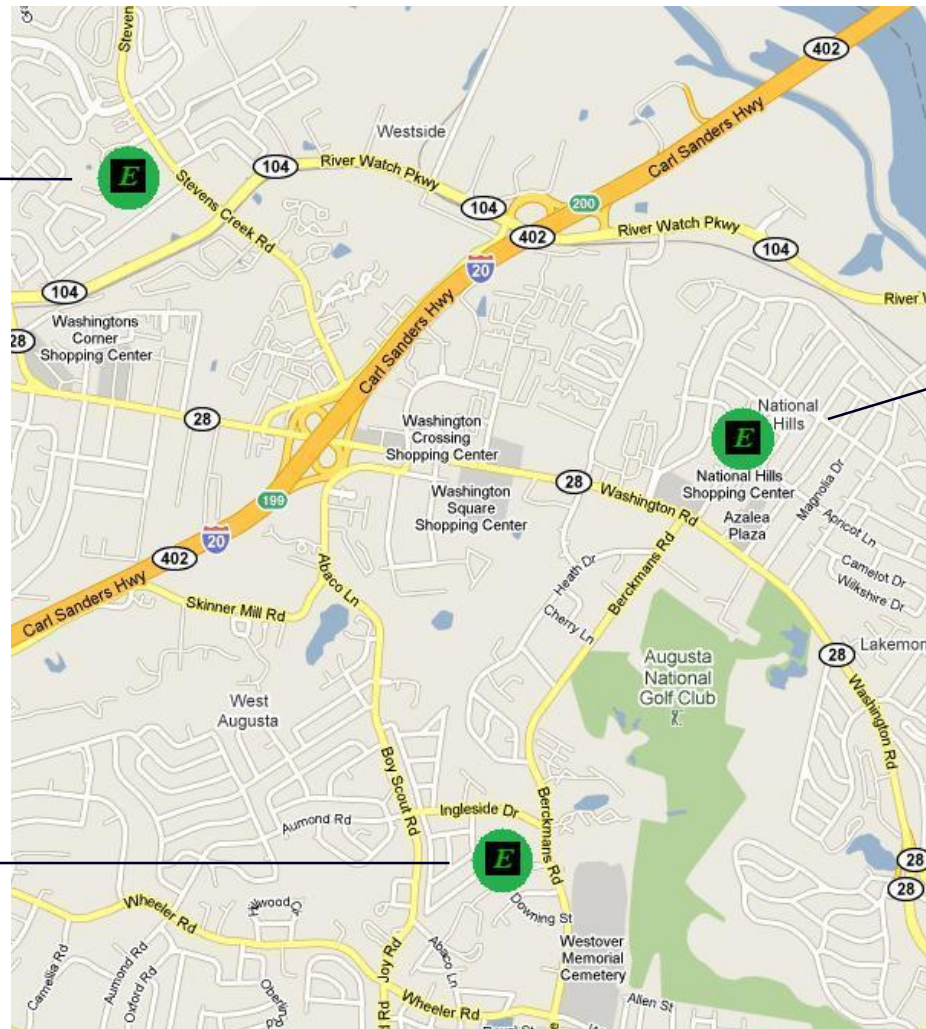 Steven
402
Carl Sanders Hwy
Westside
104
River Watch Pkwy
E
Stevens Creek Rd
104
200
402
River Watch Pkwy
104
20
104
River W
Washingtons
Corner
Shopping Center
28
Carl Sanders Hwy
28
Washington
Crossing
Shopping Center
National
Hills
E
National Hills
Shopping Center
28
Washington Rd
Azalea
Plaza
Magnolia Dr
Apricot Ln
Washington
Square
Shopping Center
199
20
402
Carl Sanders Hwy
Abaco Ln
Skinner Mill Rd
Heath Dr
Cherry Ln
Berckmans Rd
Camelot Dr
Wilkshire Dr
Augusta
National
Golf Club
28
Lakemon
Washington Rd
West
Augusta
Boy Scout Rd
Ingleside Dr
Berckmans Rd
Aumond Rd
E
28
28
Wheeler Rd
wood C
Downing St
Westover
Memorial
Cemetery
Camellia Rd
Aumond Rd
Oxford Rd
Joy Rd
d Rd
Abaco Ln
Wheeler Rd
Allen St